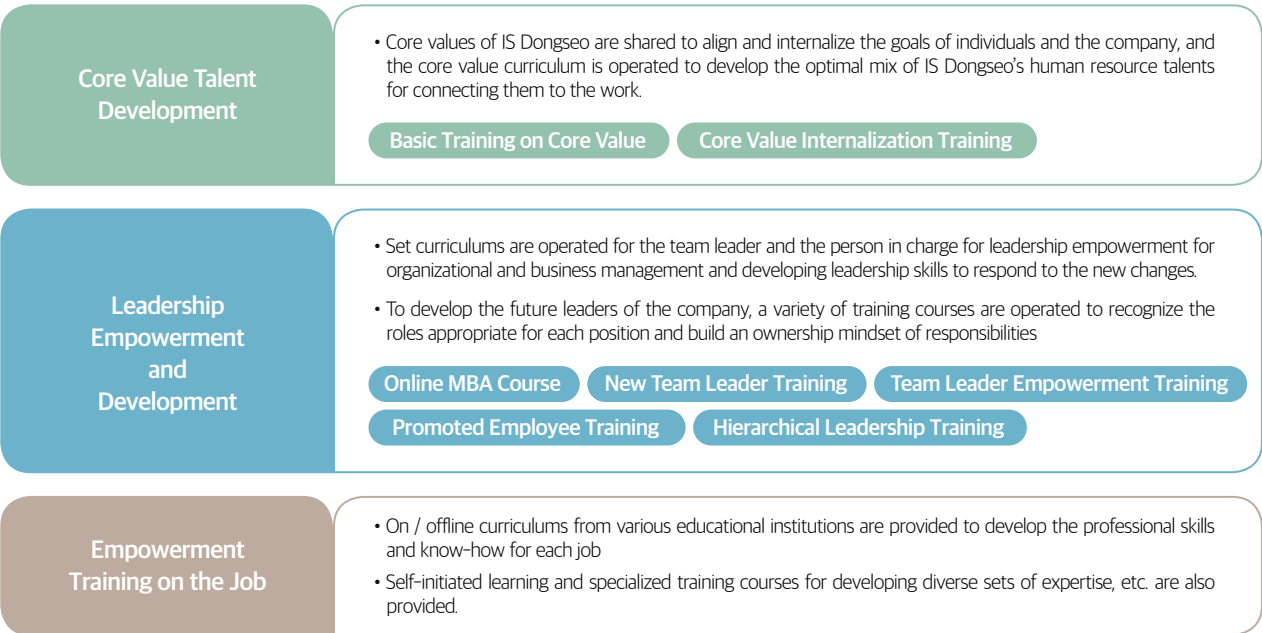 Core Value Talent
Development
• Core values of IS Dongseo are shared to align and internalize the goals of individuals and the company, and
the core value curriculum is operated to develop the optimal mix of IS Dongseo's human resource talents
for connecting them to the work.
Basic Training on Core Value
Core Value Internalization Training
Leadership
Empowerment
and
Development
• Set curriculums are operated for the team leader and the person in charge for leadership empowerment for
organizational and business management and developing leadership skills to respond to the new changes.
• To develop the future leaders of the company, a variety of training courses are operated to recognize the
roles appropriate for each position and build an ownership mindset of responsibilities
Online MBA Course
New Team Leader Training
Team Leader Empowerment Training
Promoted Employee Training
Hierarchical Leadership Training
Empowerment
Training on the Job
• On / offline curriculums from various educational institutions are provided to develop the professional skills
and know-how for each job
• Self-initiated learning and specialized training courses for developing diverse sets of expertise, etc. are also
provided.